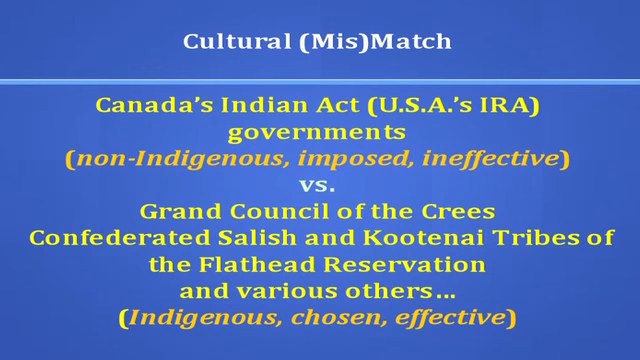 Cultural (Mis)Match
Canada’s Indian Act (U.S.A.’s IRA)
governments
(non-Indigenous, imposed, ineffective)
vs.
Grand Council of the Crees
Confederated Salish and Kootenai Tribes of
the Flathead Reservation
and various others…
(Indigenous, chosen, effective)